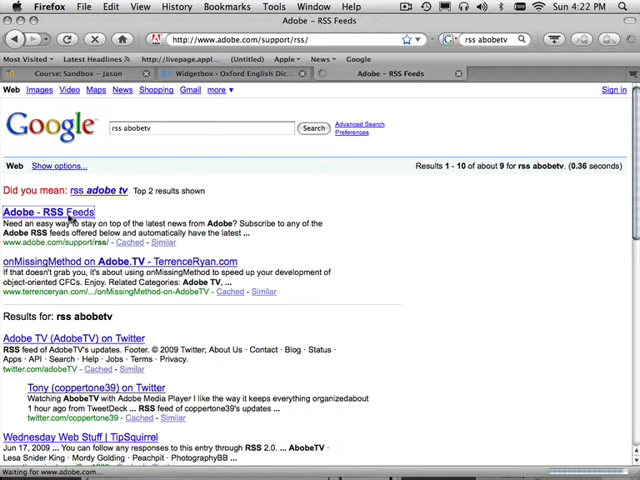 Firefox File Edit View History Bookmarks Tools Window Help Sun 4:22 PM
Adobe - RSS Feeds
http://www.adobe.com/support/rss/ rss abobetv
Most Visited Latest Headlines http://livepage.appl... (Untitled) Apple News Google
Course: Sandbox - Jason Widgetbox › Oxford English Dic... Adobe - RSS Feeds
Web Images Video Maps News Shopping Gmail more Sign in
Google rss abobetv Search Advanced Search
Preferences
Web Show options... Results 1 - 10 of about 9 for rss abobetv. (0.36 seconds)
Did you mean: rss adobe tv Top 2 results shown
Adobe - RSS Feeds
Need an easy way to stay on top of the latest news from Adobe? Subscribe to any of the
Adobe RSS feeds offered below and automatically have the latest ...
www.adobe.com/support/rss/ - Cached - Similar
onMissingMethod on Adobe.TV - TerrenceRyan.com
If that doesn't grab you, it's about using onMissingMethod to speed up your development of
object-oriented CFCs. Enjoy. Related Categories: Adobe TV, ...
www.terrenceryan.com/.../onMissingMethod-on-AdobeTV - Cached - Similar
Results for: rss abobetv
Adobe TV (AdobeTV) on Twitter
RSS feed of AdobeTV's updates. Footer. © 2009 Twitter; About Us · Contact · Blog · Status ·
Apps · API · Search · Help · Jobs · Terms · Privacy.
twitter.com/adobetv - Cached - Similar
Tony (coppertone39) on Twitter
Watching AbobeTV with Adobe Media Player I like the way it keeps everything organizedabout
1 hour ago from TweetDeck ... RSS feed of coppertone39's updates ...
twitter.com/coppertone39 - Cached - Similar
Wednesday Web Stuff | TipSquirrel
Jun 17, 2009 ... You can follow any responses to this entry through RSS 2.0. ... AbobeTV ·
Lesa Snider King · Mordy Golding · Peachpit · PhotographyBB ...
Waiting for www.adobe.com...